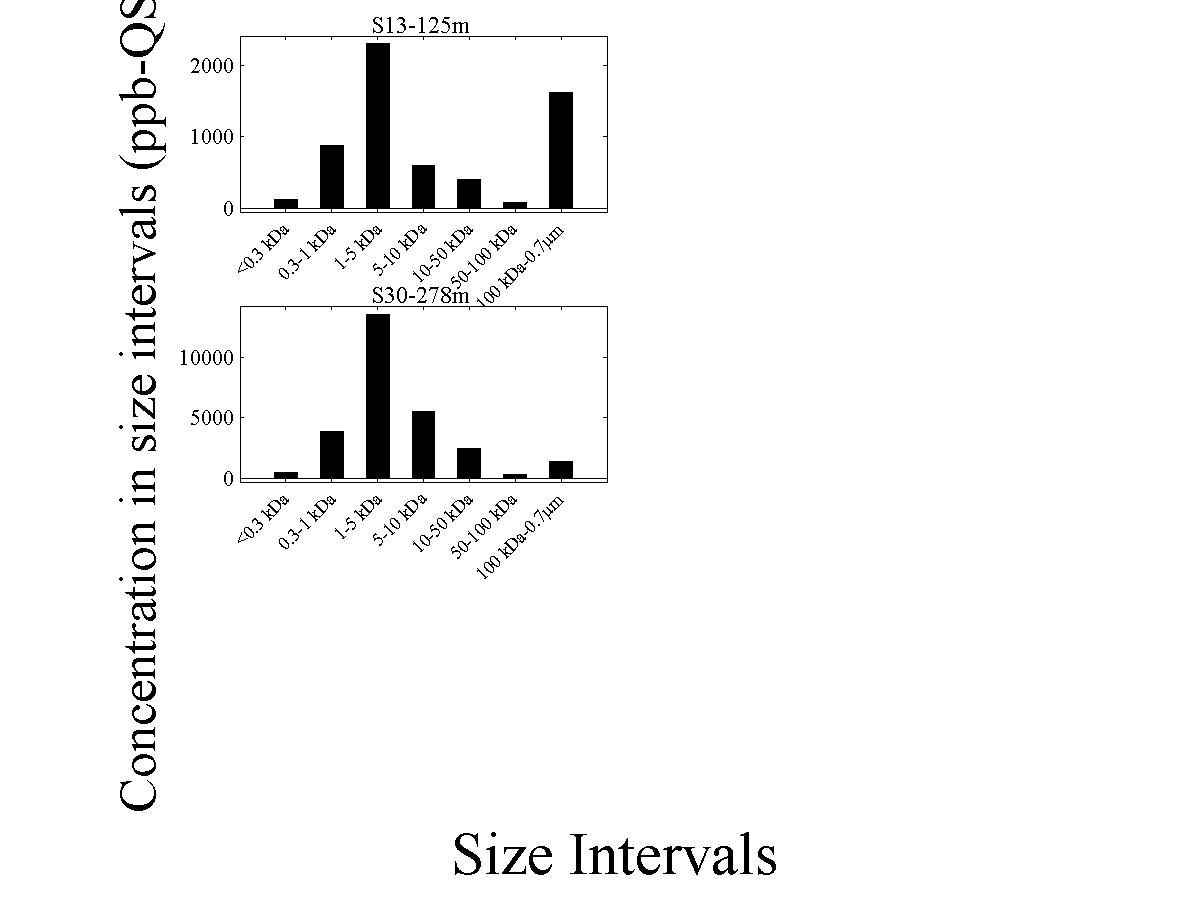 Concentration in size intervals (ppb-QS
S13-125m
2000
1000
0
<0.3 kDa
0.3-1 kDa
1-5 kDa
5-10 kDa
10-50 kDa
50-100 kDa
100 kDa-0.7µm
S30-278m
10000
5000
0
<0.3 kDa
0.3-1 kDa
1-5 kDa
5-10 kDa
10-50 kDa
50-100 kDa
100 kDa-0.7µm
Size Intervals